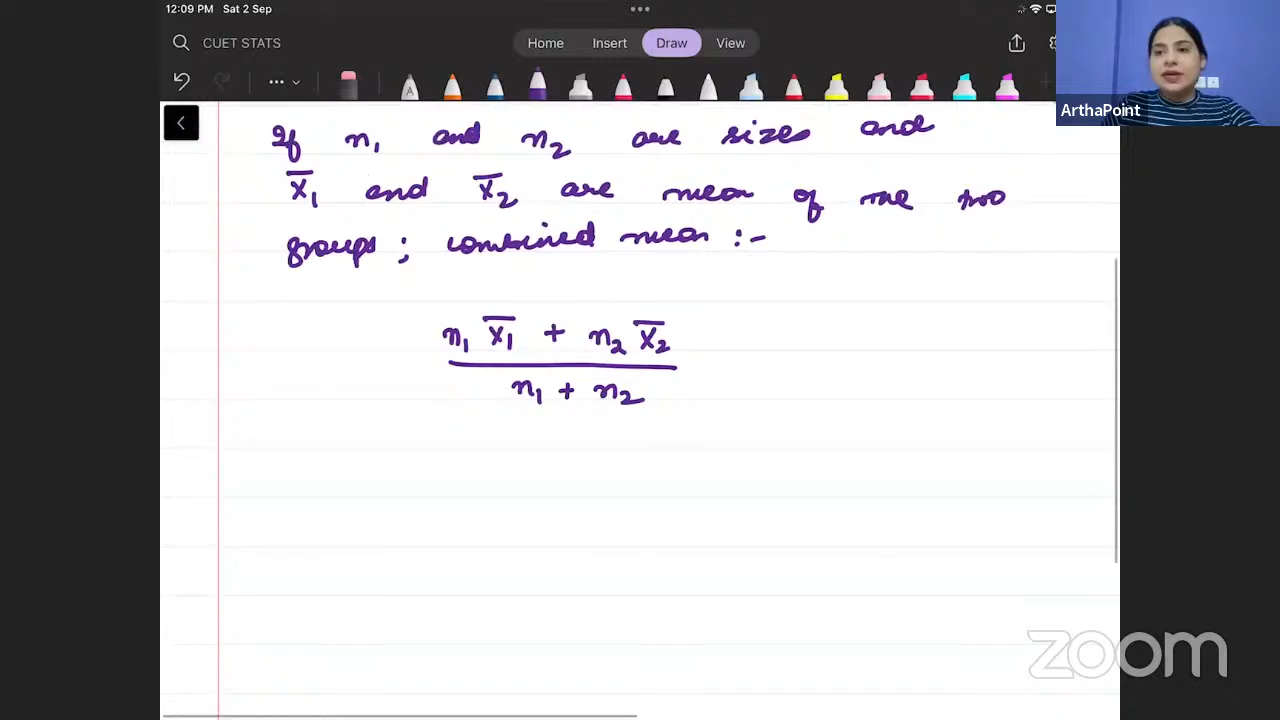 12:09 PM Sat 2 Sep
CUET STATS
Home Insert Draw View
A
ArthaPoint
If n₁ and n₂ are sizes and
X̅₁ and X̅₂ are mean of the two
groups; combined mean :-
n₁ X̅₁ + n₂ X̅₂
n₁ + n₂
zoom